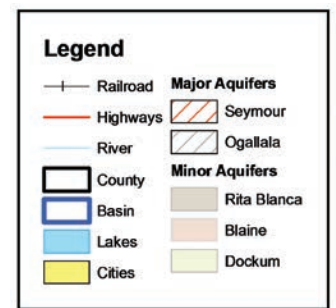 Legend
Railroad
Highways
River
County
Basin
Lakes
Cities
Major Aquifers
Seymour
Ogallala
Minor Aquifers
Rita Blanca
Blaine
Dockum